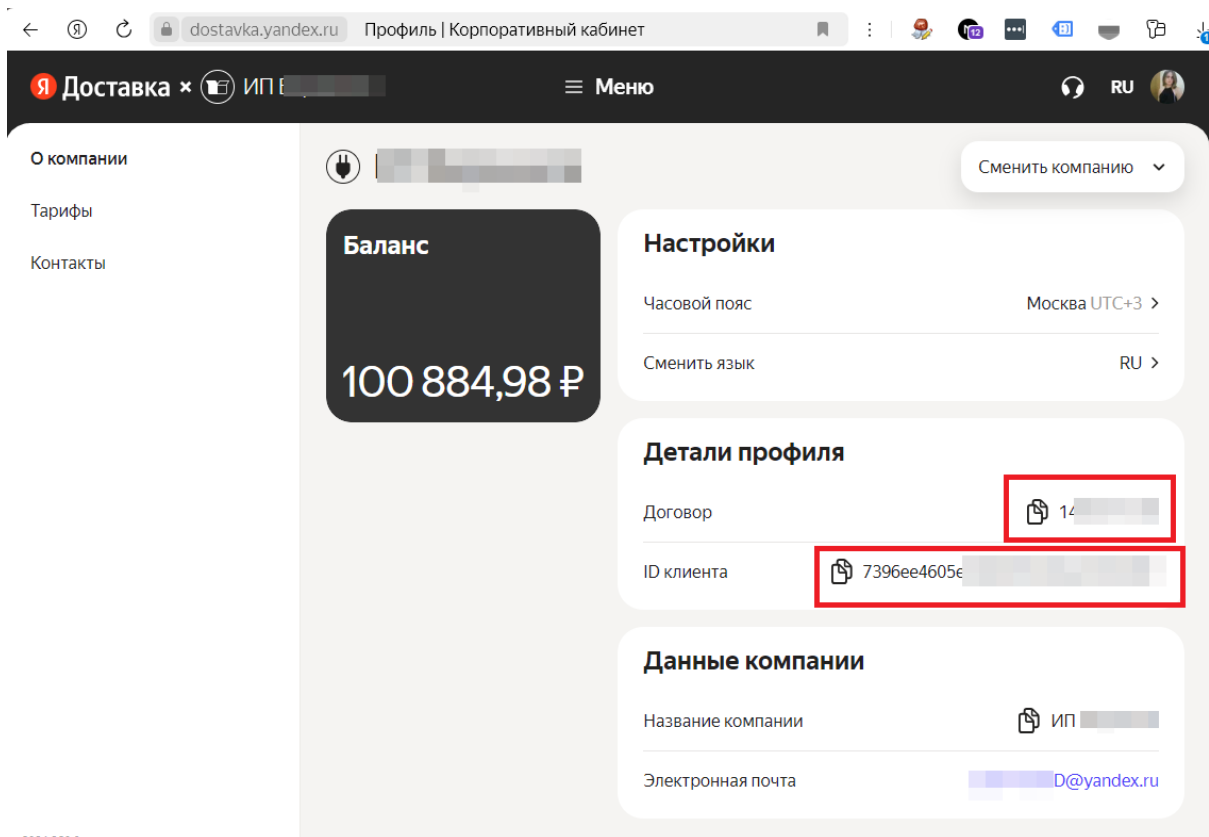 dostavka.yandex.ru Профиль | Корпоративный кабинет
12
Я Доставка × ИП
Меню
RU
О компании
Тарифы
Контакты
Сменить компанию
Баланс
100 884,98 ₽
Настройки
Часовой пояс Москва UTC+3
Сменить язык RU
Детали профиля
Договор 14
ID клиента 7396ee4605e
Данные компании
Название компании ИП
Электронная почта D@yandex.ru